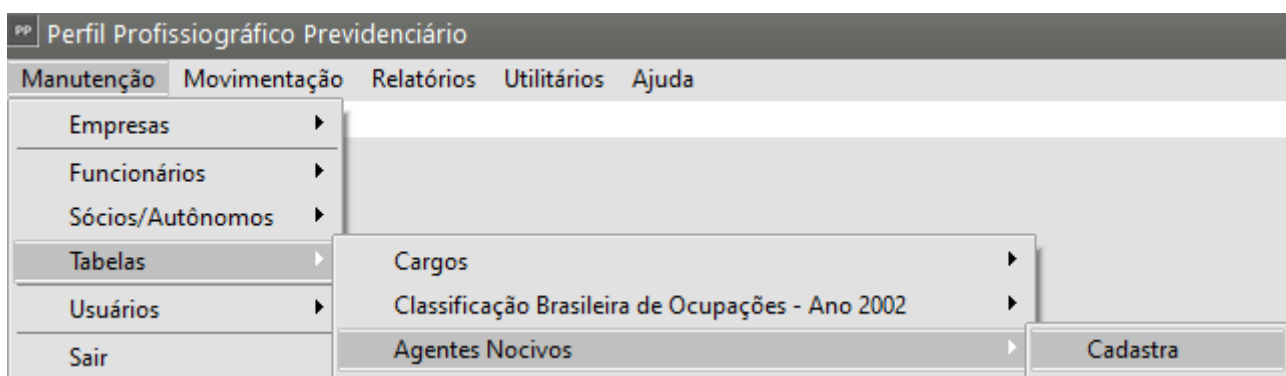 PP Perfil Profissiográfico Previdenciário
Manutenção Movimentação Relatórios Utilitários Ajuda
Empresas
Funcionários
Sócios/Autônomos
Tabelas
Usuários
Sair
Cargos
Classificação Brasileira de Ocupações - Ano 2002
Agentes Nocivos
Cadastra